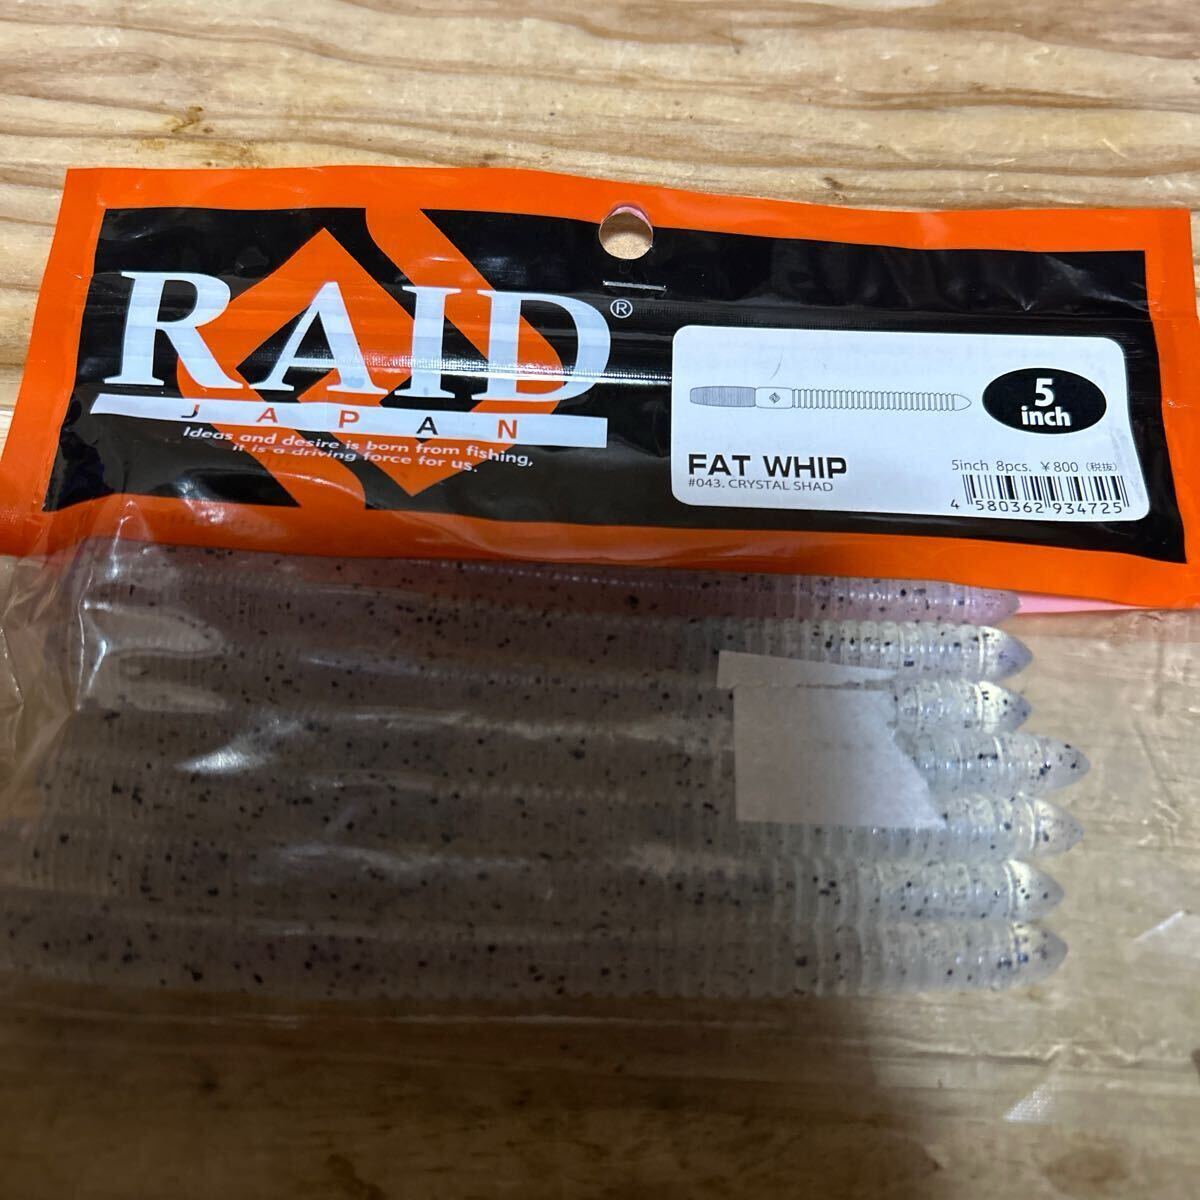 RAID®
JAPAN
Ideas and desire is born from fishing,
it is a driving force for us.
5
inch
FAT WHIP
#043. CRYSTAL SHAD
5inch 8pcs. ¥800（税抜）
4 580362 934725